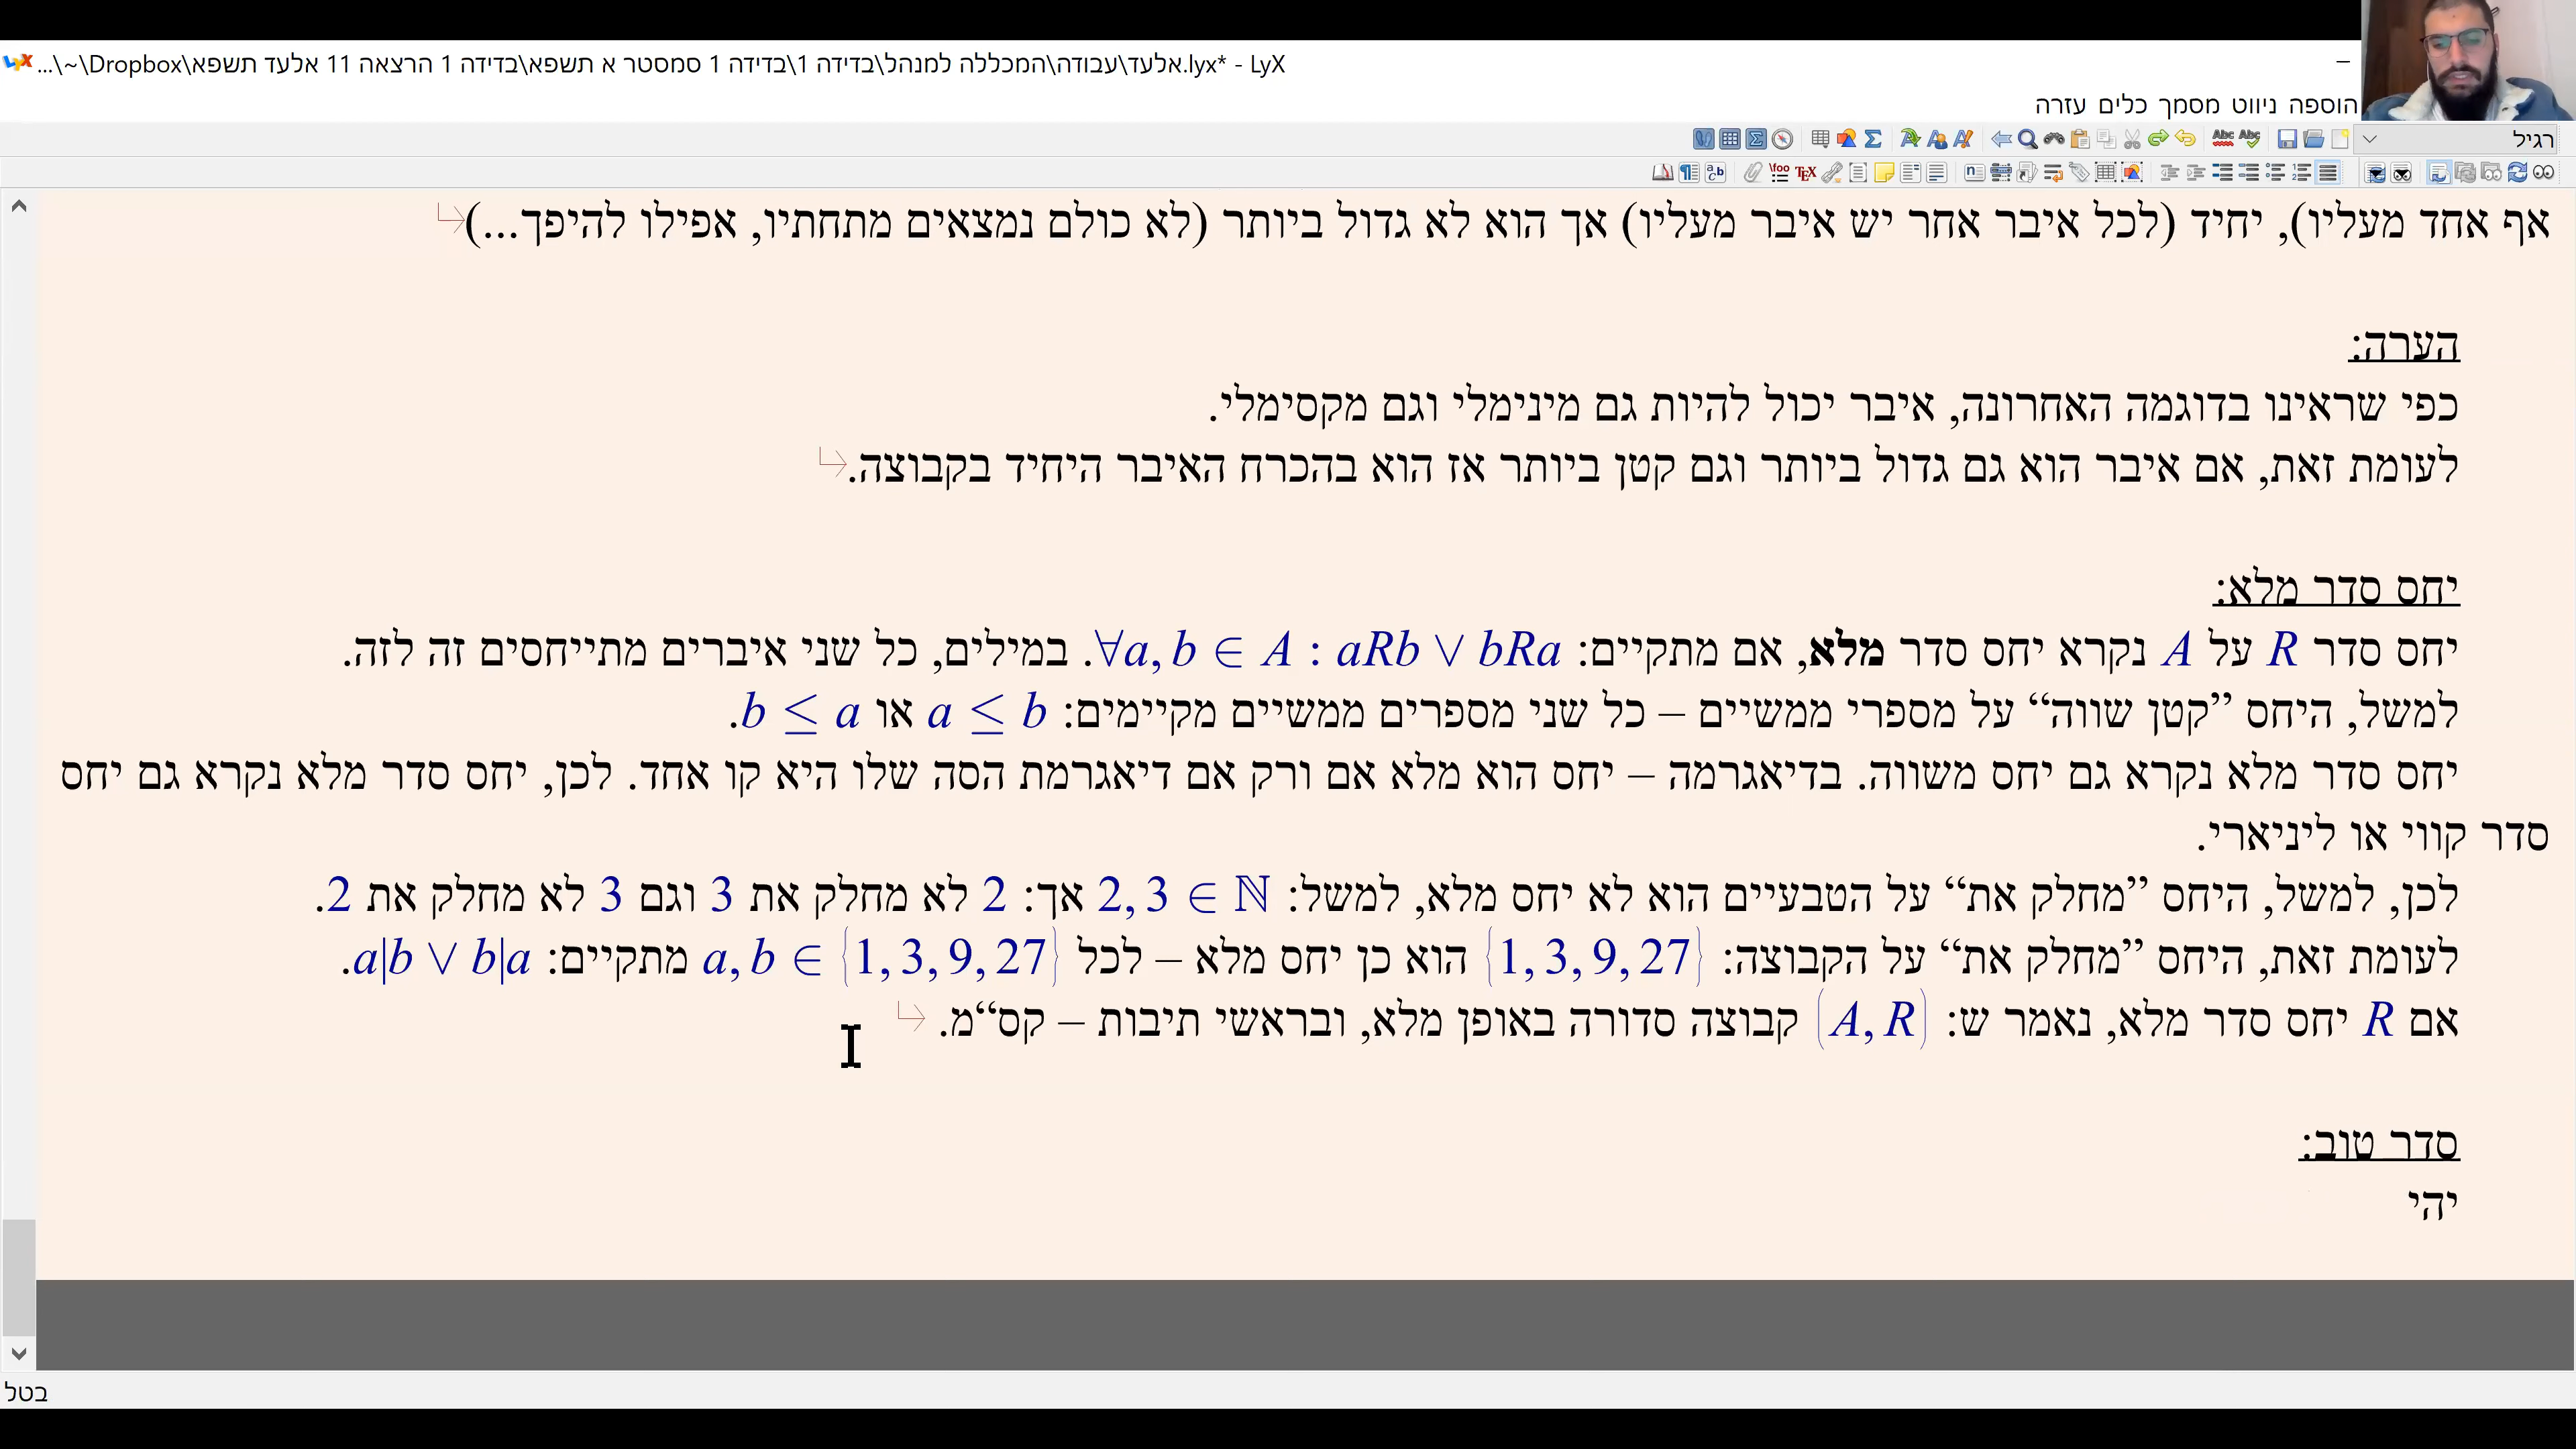 ...\~\Dropbox\אלעד\עבודה\המכללה למנהל\בדידה 1\בדידה 1 סמסטר א תשפא\בדידה 1 הרצאה 11 אלעד תשפא.lyx* - LyX
הוספה ניווט מסמך כלים עזרה
רגיל
אף אחד מעליו), יחיד (לכל איבר אחר יש איבר מעליו) אך הוא לא גדול ביותר (לא כולם נמצאים מתחתיו, אפילו להיפך...)
הערה:
כפי שראינו בדוגמה האחרונה, איבר יכול להיות גם מינימלי וגם מקסימלי.
לעומת זאת, אם איבר הוא גם גדול ביותר וגם קטן ביותר אז הוא בהכרח האיבר היחיד בקבוצה.
יחס סדר מלא:
יחס סדר R על A נקרא יחס סדר מלא, אם מתקיים: ∀a, b ∈ A : aRb ∨ bRa. במילים, כל שני איברים מתייחסים זה לזה.
למשל, היחס ”קטן שווה“ על מספרי ממשיים – כל שני מספרים ממשיים מקיימים: a ≤ b או b ≤ a.
יחס סדר מלא נקרא גם יחס משווה. בדיאגרמה – יחס הוא מלא אם ורק אם דיאגרמת הסה שלו היא קו אחד. לכן, יחס סדר מלא נקרא גם יחס
סדר קווי או ליניארי.
לכן, למשל, היחס ”מחלק את“ על הטבעיים הוא לא יחס מלא, למשל: 2, 3 ∈ ℕ אך: 2 לא מחלק את 3 וגם 3 לא מחלק את 2.
לעומת זאת, היחס ”מחלק את“ על הקבוצה: {1, 3, 9, 27} הוא כן יחס מלא – לכל a, b ∈ {1, 3, 9, 27} מתקיים: a|b ∨ b|a.
אם R יחס סדר מלא, נאמר ש: (A, R) קבוצה סדורה באופן מלא, ובראשי תיבות – קס“מ.
סדר טוב:
יהי
בטל